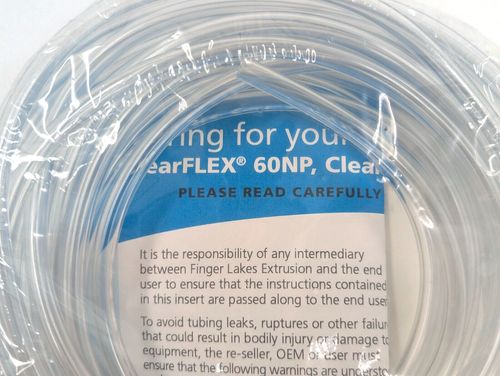 ring for your
earFLEX® 60NP, Clear
PLEASE READ CAREFULLY
It is the responsibility of any intermediary
between Finger Lakes Extrusion and the end
user to ensure that the instructions contained
in this insert are passed along to the end user
To avoid tubing leaks, ruptures or other failur
that could result in bodily injury or damage to
equipment, the re-seller, OEM or user must
ensure that the following warnings are understo